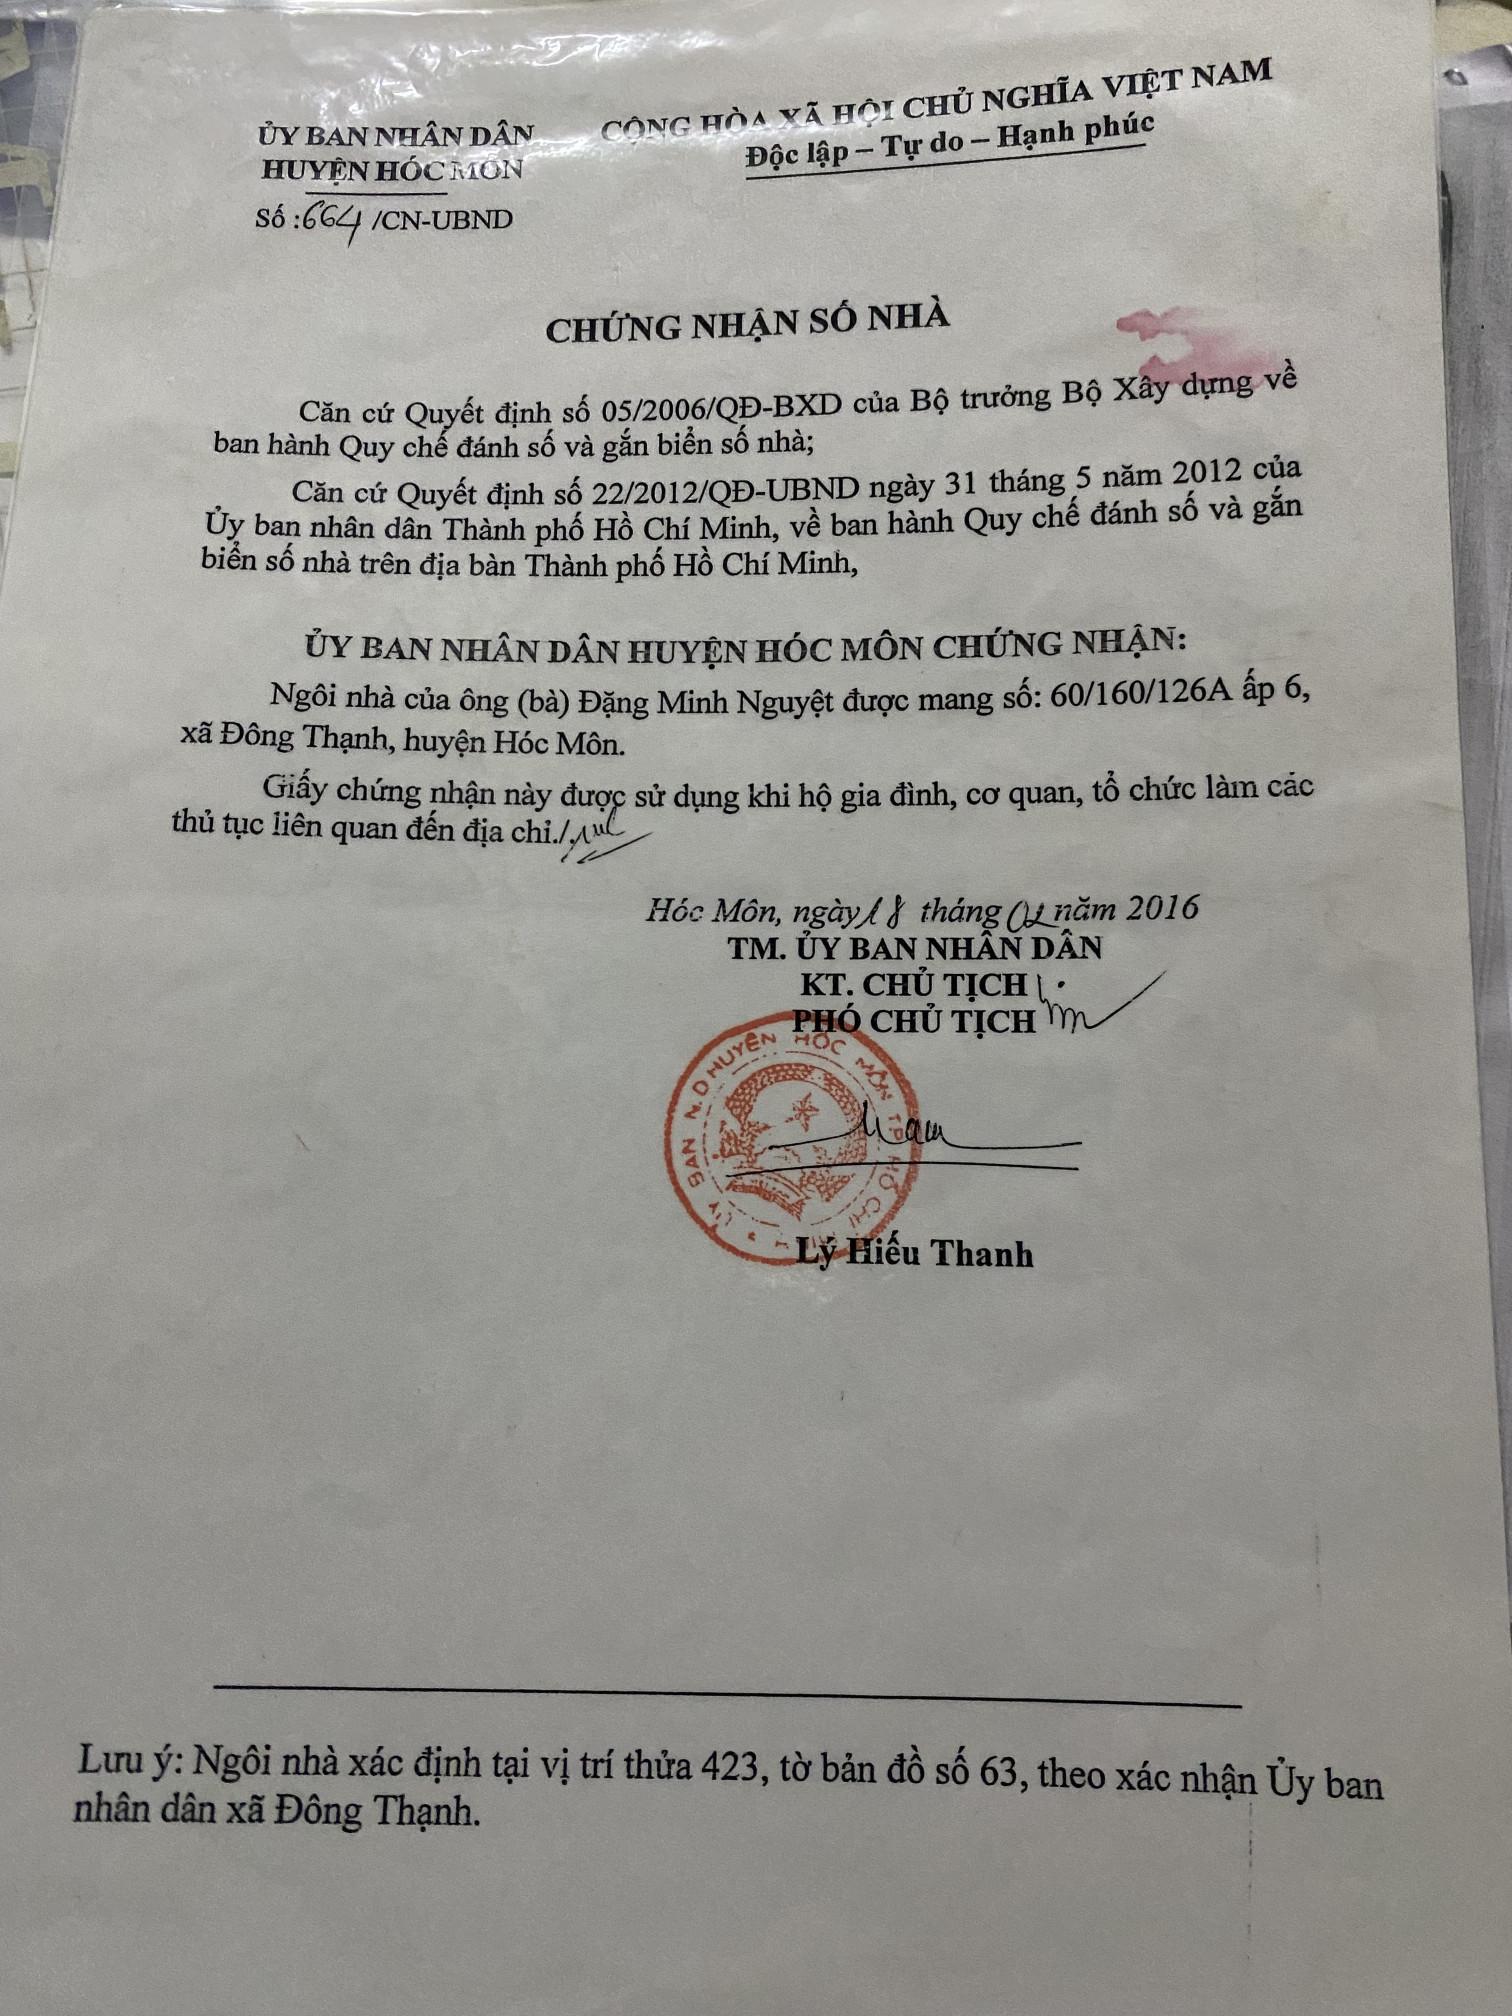 ỦY BAN NHÂN DÂN
HUYỆN HÓC MÔN
Số :664 /CN-UBND
CỘNG HÒA XÃ HỘI CHỦ NGHĨA VIỆT NAM
Độc lập – Tự do – Hạnh phúc
CHỨNG NHẬN SỐ NHÀ
Căn cứ Quyết định số 05/2006/QĐ-BXD của Bộ trưởng Bộ Xây dựng về
ban hành Quy chế đánh số và gắn biển số nhà;
Căn cứ Quyết định số 22/2012/QĐ-UBND ngày 31 tháng 5 năm 2012 của
Ủy ban nhân dân Thành phố Hồ Chí Minh, về ban hành Quy chế đánh số và gắn
biển số nhà trên địa bàn Thành phố Hồ Chí Minh,
ỦY BAN NHÂN DÂN HUYỆN HÓC MÔN CHỨNG NHẬN:
Ngôi nhà của ông (bà) Đặng Minh Nguyệt được mang số: 60/160/126A ấp 6,
xã Đông Thạnh, huyện Hóc Môn.
Giấy chứng nhận này được sử dụng khi hộ gia đình, cơ quan, tổ chức làm các
thủ tục liên quan đến địa chỉ./.
Hóc Môn, ngày 18 tháng 02 năm 2016
TM. ỦY BAN NHÂN DÂN
KT. CHỦ TỊCH
PHÓ CHỦ TỊCH
ỦY BAN N.D HUYỆN HÓC MÔN TP HỒ CHÍ
Lý Hiếu Thanh
Lưu ý: Ngôi nhà xác định tại vị trí thửa 423, tờ bản đồ số 63, theo xác nhận Ủy ban
nhân dân xã Đông Thạnh.